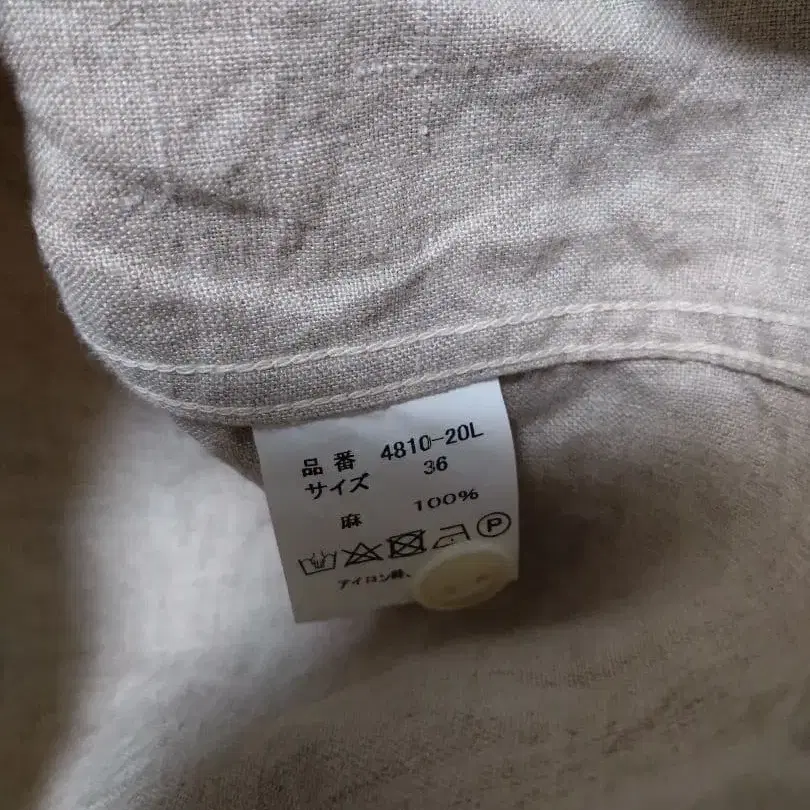 品番 4810-20L
サイズ 36
麻 100%
P
アイロン時、